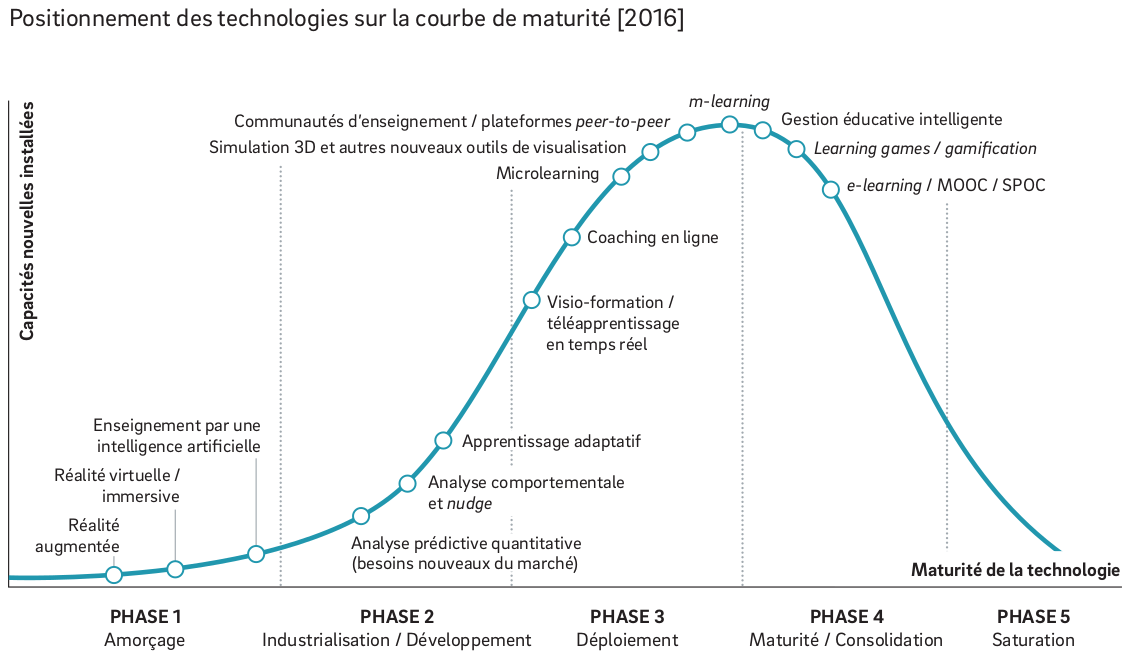 Positionnement des technologies sur la courbe de maturité [2016]
Capacités nouvelles installées
m-learning
Communautés d'enseignement / plateformes peer-to-peer
Gestion éducative intelligente
Simulation 3D et autres nouveaux outils de visualisation
Learning games / gamification
Microlearning
e-learning / MOOC / SPOC
Coaching en ligne
Visio-formation /
téléapprentissage
en temps réel
Enseignement par une
intelligence artificielle
Apprentissage adaptatif
Réalité virtuelle /
immersive
Analyse comportementale
et nudge
Réalité
augmentée
Analyse prédictive quantitative
(besoins nouveaux du marché)
Maturité de la technologie
PHASE 1
Amorçage
PHASE 2
Industrialisation / Développement
PHASE 3
Déploiement
PHASE 4
Maturité / Consolidation
PHASE 5
Saturation